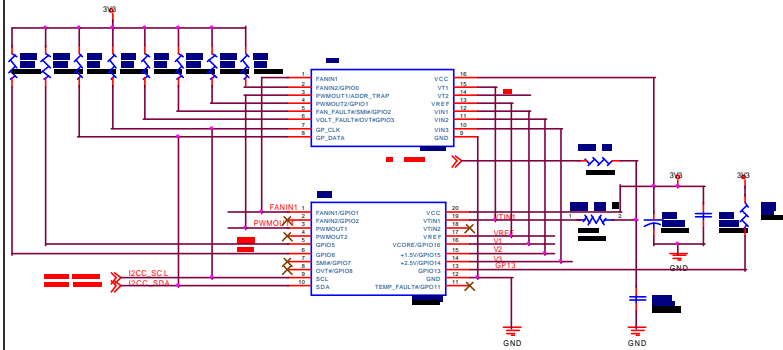 3V3
1 FANIN1 VCC 16
2 FANIN2/GPIO0 VT1 15
3 PWMOUT1/ADDR_TRAP VT2 14
4 PWMOUT2/GPIO1 VREF 13
5 FAN_FAULT#/SMI#/GPIO2 VIN1 12
6 VOLT_FAULT#/OVT#GPIO3 VIN2 11
7 GP_CLK VIN3 10
8 GP_DATA GND 9
3V3 3V3
FANIN1 1 FANIN1/GPIO1 VCC 20
2 FANIN1/GPIO2 VTIN1 19 VTIN1 1 2
PWMOUT1 3 PWMOUT1 VTIN2 18
4 PWMOUT2 VREF 17 VREF
5 GPIO5 VCORE/GPIO16 16 V1
6 GPIO6 +1.5V/GPIO15 15 V2
7 SMI#/GPIO7 +2.5V/GPIO14 14 V3
8 OVT#/GPIO8 GPIO13 13 GP13
I2CC_SCL 9 SCL GND 12
I2CC_SDA 10 SDA TEMP_FAULT#/GPO11 11
GND
GND GND